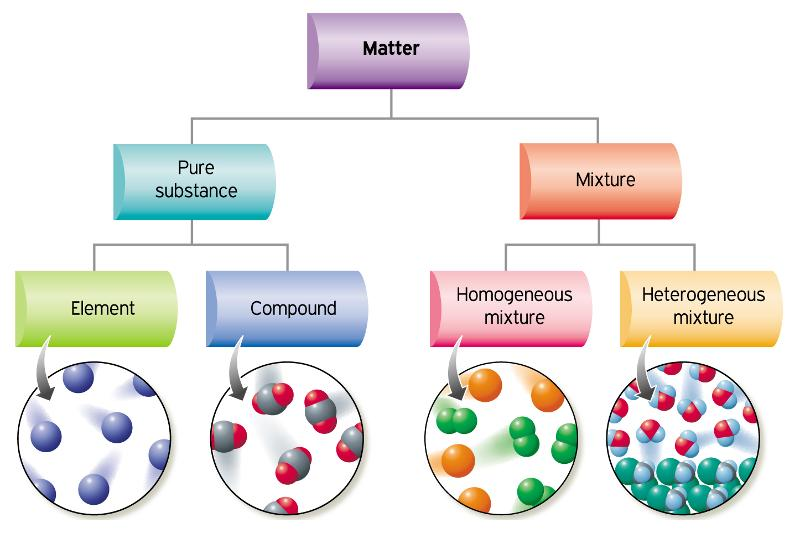 Matter
Pure
substance
Mixture
Element
Compound
Homogeneous
mixture
Heterogeneous
mixture